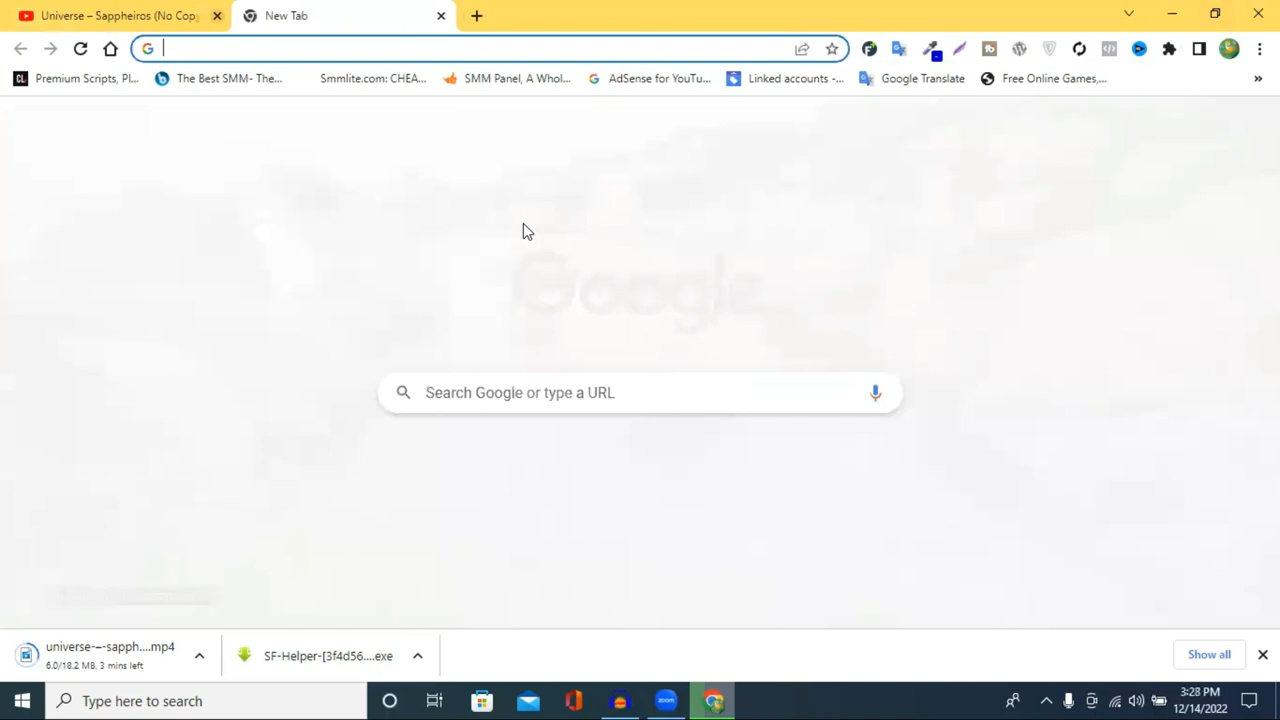 Universe – Sappheiros (No Copy
New Tab
Premium Scripts, Pl...
The Best SMM- The...
Smmlite.com: CHEA...
SMM Panel, A Whol...
AdSense for YouTu...
Linked accounts -...
Google Translate
Free Online Games,...
Google
Search Google or type a URL
universe-–-sapph....mp4
6.0/18.2 MB, 3 mins left
SF-Helper-[3f4d56....exe
Show all
Type here to search
zoom
3:28 PM
12/14/2022